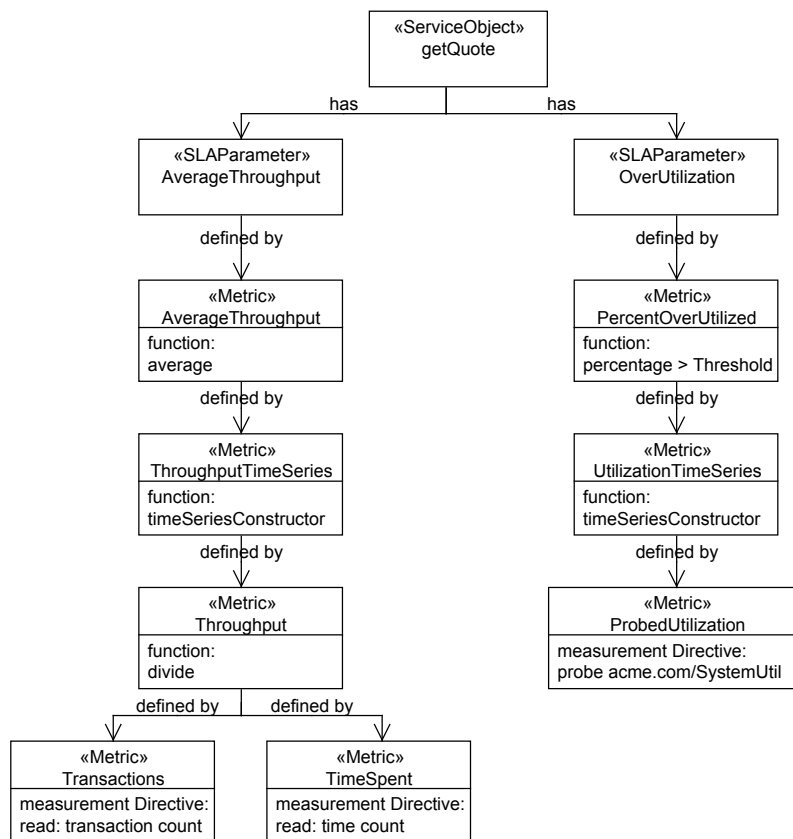 «ServiceObject»
getQuote
has
has
«SLAParameter»
AverageThroughput
«SLAParameter»
OverUtilization
defined by
defined by
«Metric»
AverageThroughput
function:
average
«Metric»
PercentOverUtilized
function:
percentage > Threshold
defined by
defined by
«Metric»
ThroughputTimeSeries
function:
timeSeriesConstructor
«Metric»
UtilizationTimeSeries
function:
timeSeriesConstructor
defined by
defined by
«Metric»
Throughput
function:
divide
«Metric»
ProbedUtilization
measurement Directive:
probe acme.com/SystemUtil
defined by
defined by
«Metric»
Transactions
measurement Directive:
read: transaction count
«Metric»
TimeSpent
measurement Directive:
read: time count